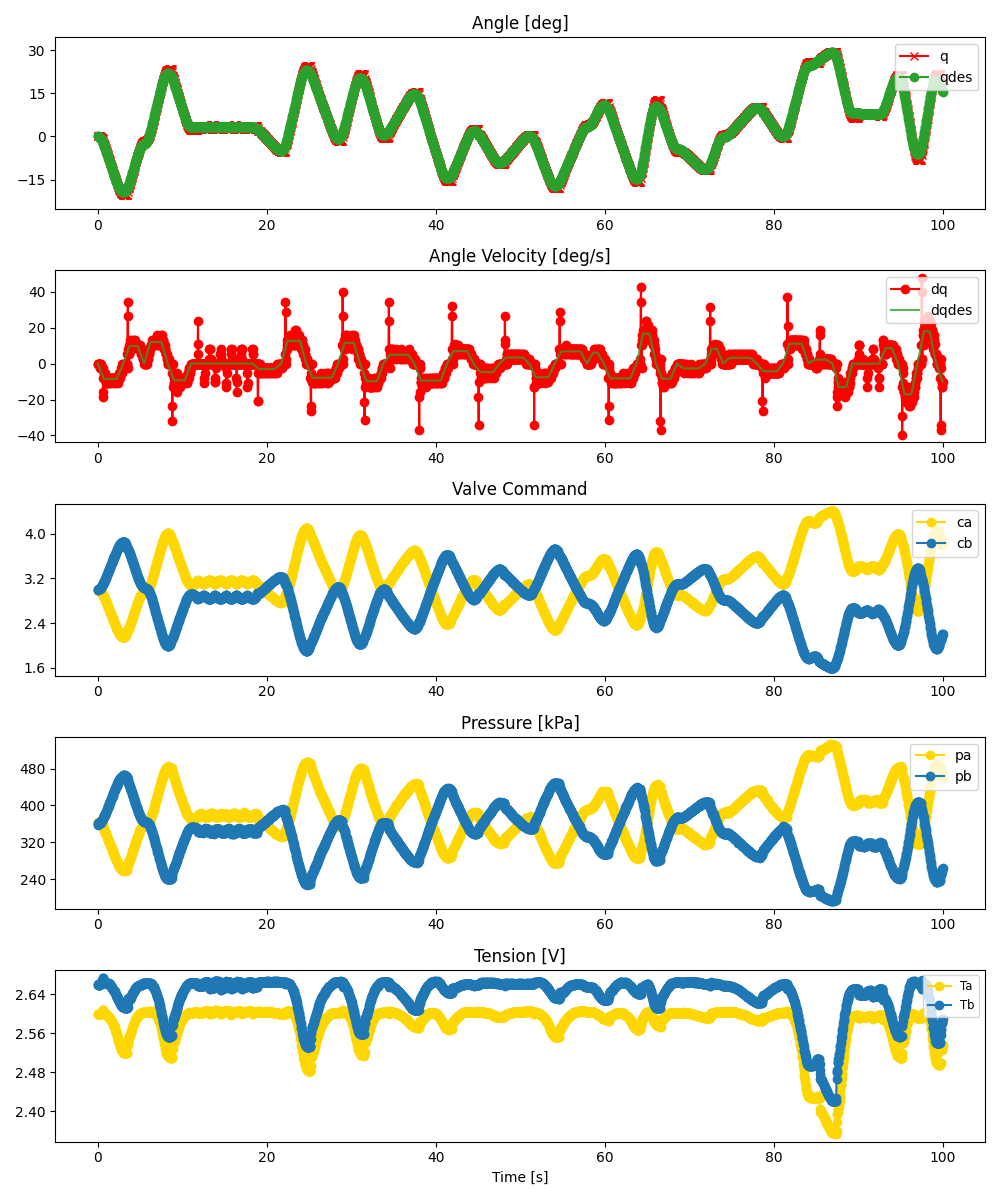 Angle [deg]
30
15
0
−15
q
qdes
0 20 40 60 80 100
Angle Velocity [deg/s]
40
20
0
−20
−40
dq
dqdes
0 20 40 60 80 100
Valve Command
4.0
3.2
2.4
1.6
ca
cb
0 20 40 60 80 100
Pressure [kPa]
480
400
320
240
pa
pb
0 20 40 60 80 100
Tension [V]
2.64
2.56
2.48
2.40
Ta
Tb
0 20 40 60 80 100
Time [s]